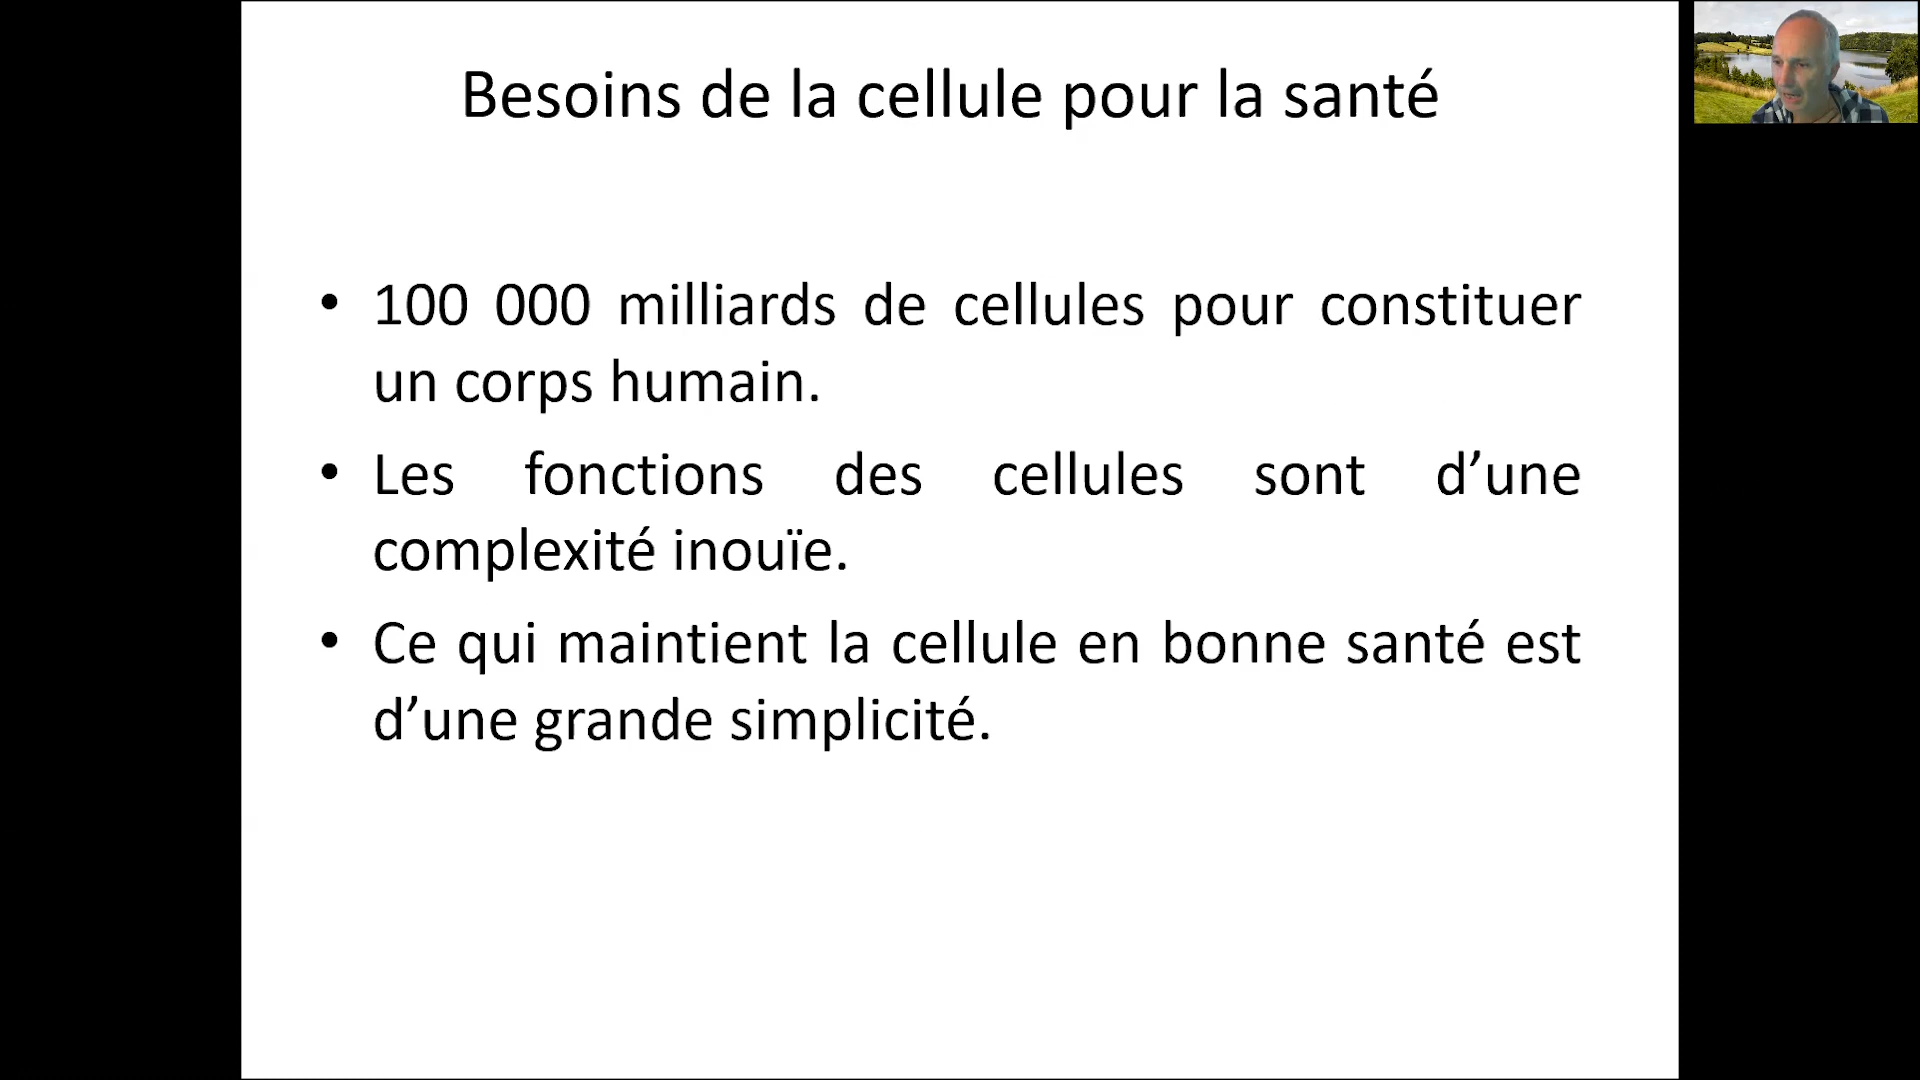 Besoins de la cellule pour la santé
• 100 000 milliards de cellules pour constituer
un corps humain.
• Les fonctions des cellules sont d’une
complexité inouïe.
• Ce qui maintient la cellule en bonne santé est
d’une grande simplicité.